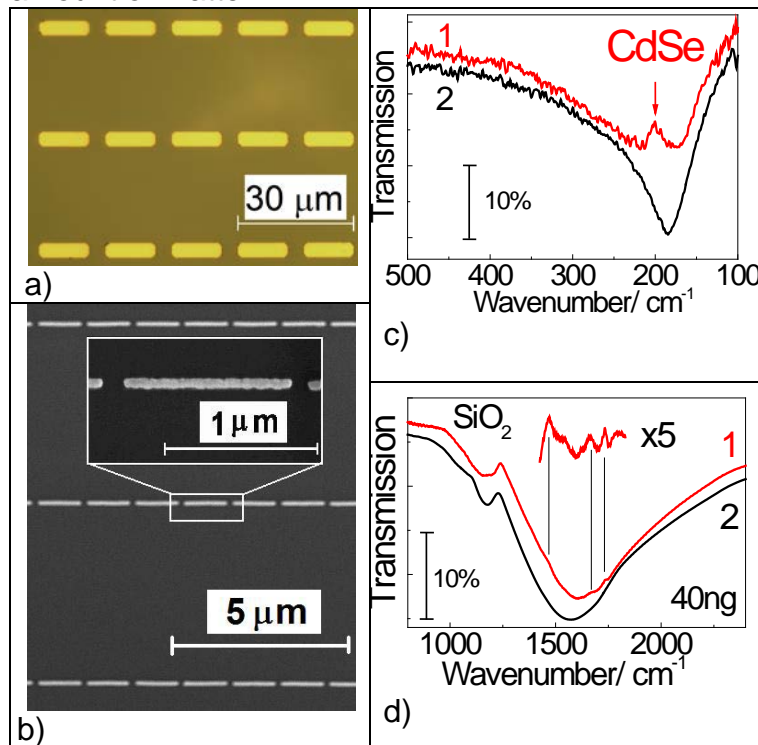 30 μm
a)
1 μm
5 μm
b)
1
CdSe
2
10%
Transmission
500 400 300 200 100
Wavenumber/ cm⁻¹
c)
SiO₂
x5
1
2
10%
40ng
Transmission
1000 1500 2000
Wavenumber/ cm⁻¹
d)